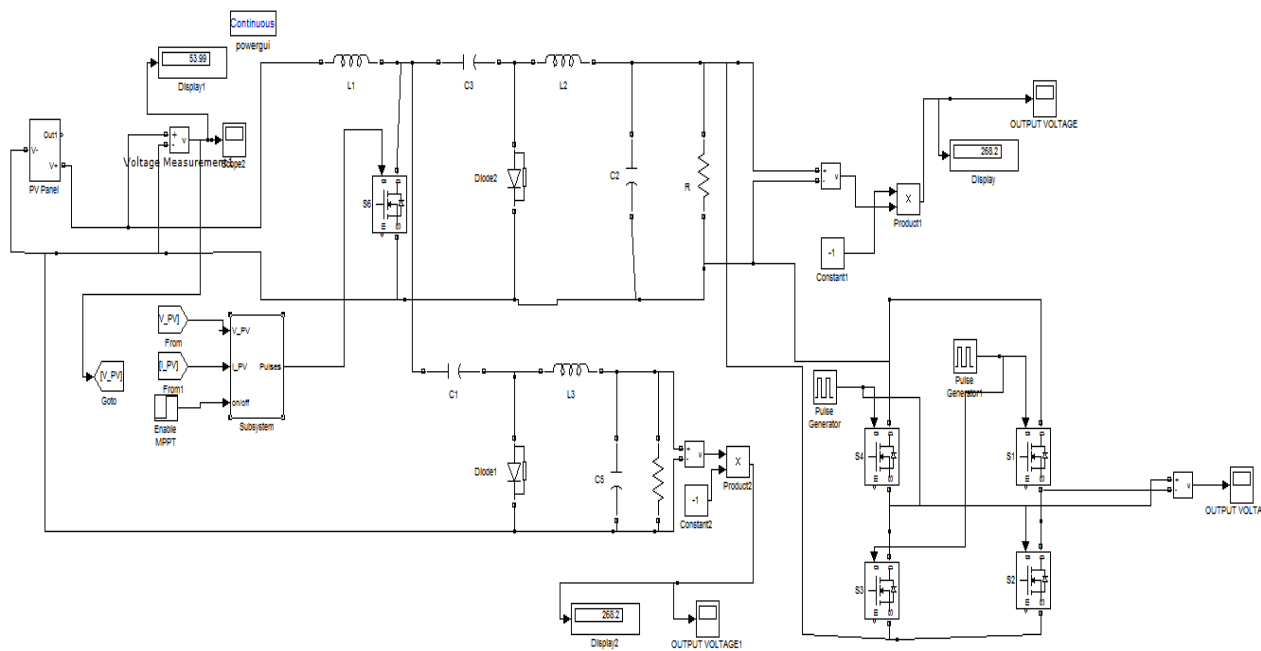 Continuous
powergui
53.99
Display1
L1
C3
L2
Out1
V-
V+
PV Panel
+
-
v
Voltage Measurement1
Scope2
S6
Diode2
C2
R
+
-
v
X
Product1
-1
Constant1
OUTPUT VOLTAGE
268.2
Display
V_PV]
From
[I_PV]
From1
Enable
MPPT
V_PV
I_PV
on/off
Pulses
Subsystem
[V_PV]
Goto
C1
L3
Diode1
C5
+
-
v
X
Product2
-1
Constant2
268.2
Display2
OUTPUT VOLTAGE1
Pulse
Generator
Pulse
Generator1
S4
S1
S3
S2
+
-
v
OUTPUT VOLTA